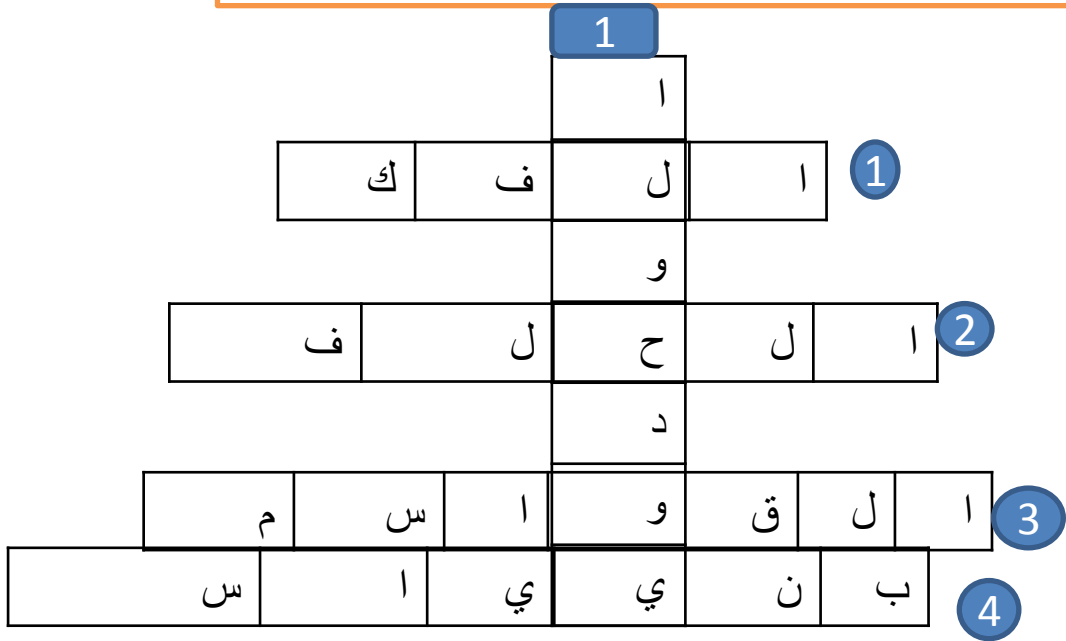 1
ا
1 ا ل ف ك
و
2 ا ل ح ل ف
د
3 ا ل ق و ا س م
4 ب ن ي ي ا س